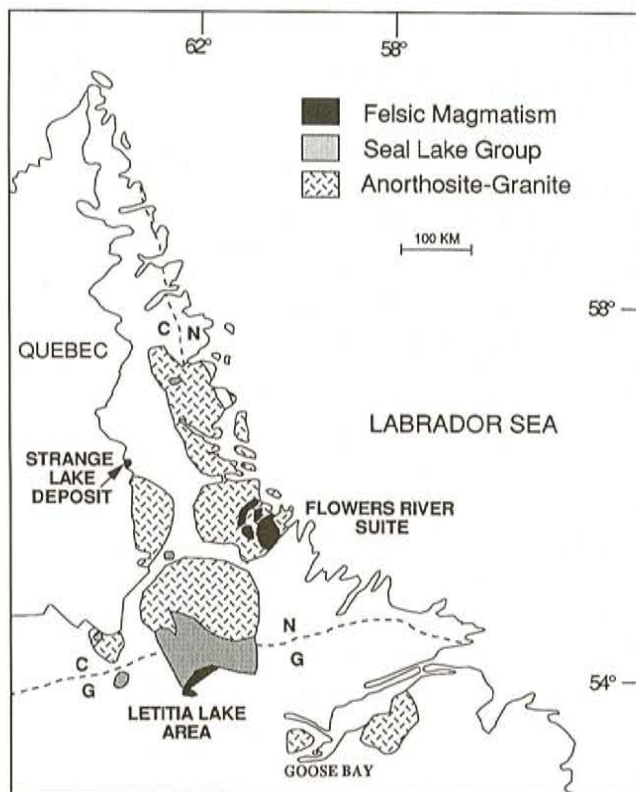 62°
58°
Felsic Magmatism
Seal Lake Group
Anorthosite-Granite
100 KM
58°
C N
QUEBEC
LABRADOR SEA
STRANGE
LAKE
DEPOSIT
FLOWERS RIVER
SUITE
N
C
G
G
54°
LETITIA LAKE
AREA
GOOSE BAY